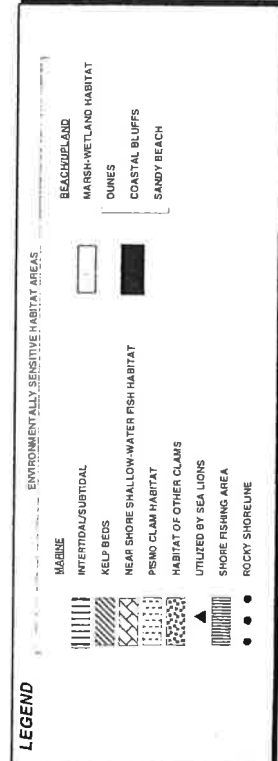 LEGEND
ENVIRONMENTALLY SENSITIVE HABITAT AREAS
MARINE
INTERTIDAL/SUBTIDAL
KELP BEDS
NEAR SHORE SHALLOW-WATER FISH HABITAT
PISMO CLAM HABITAT
HABITAT OF OTHER CLAMS
UTILIZED BY SEA LIONS
SHORE FISHING AREA
ROCKY SHORELINE
BEACH/UPLAND
MARSH-WETLAND HABITAT
DUNES
COASTAL BLUFFS
SANDY BEACH